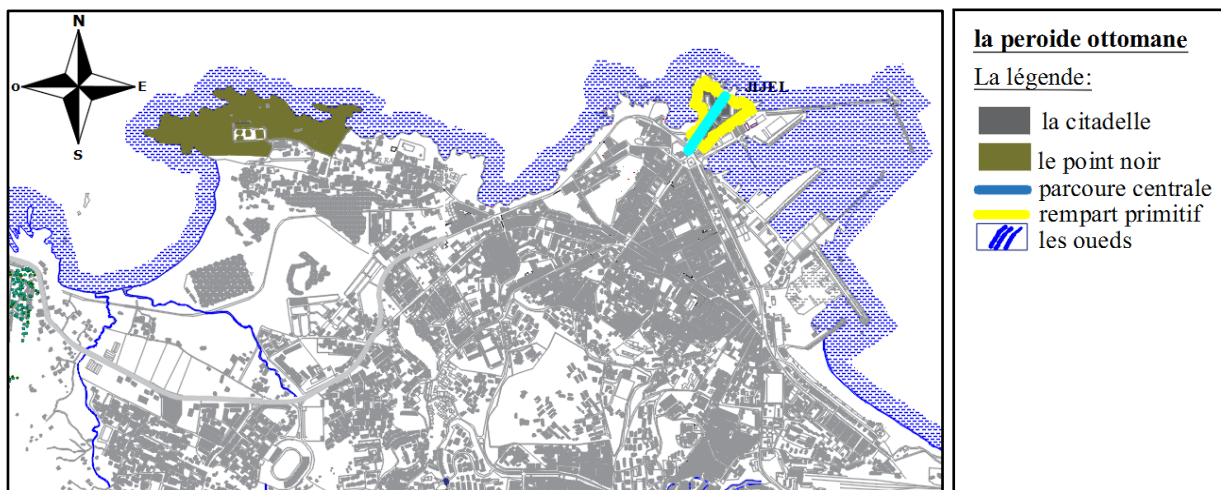 N
o
E
S
JIJEL
la peroide ottomane
La légende:
la citadelle
le point noir
parcoure centrale
rempart primitif
les oueds